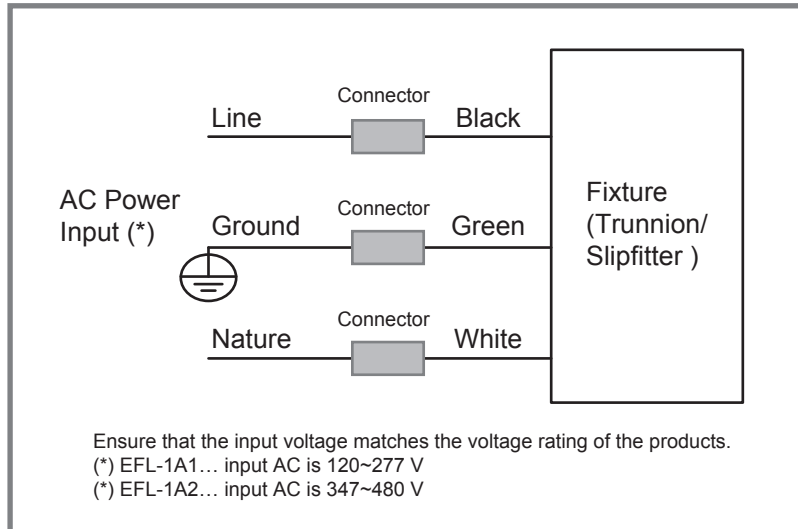 Connector
Line
Black
AC Power
Input (*)
Connector
Ground
Green
Fixture
(Trunnion/
Slipfitter )
Connector
Nature
White
Ensure that the input voltage matches the voltage rating of the products.
(*) EFL-1A1… input AC is 120~277 V
(*) EFL-1A2… input AC is 347~480 V